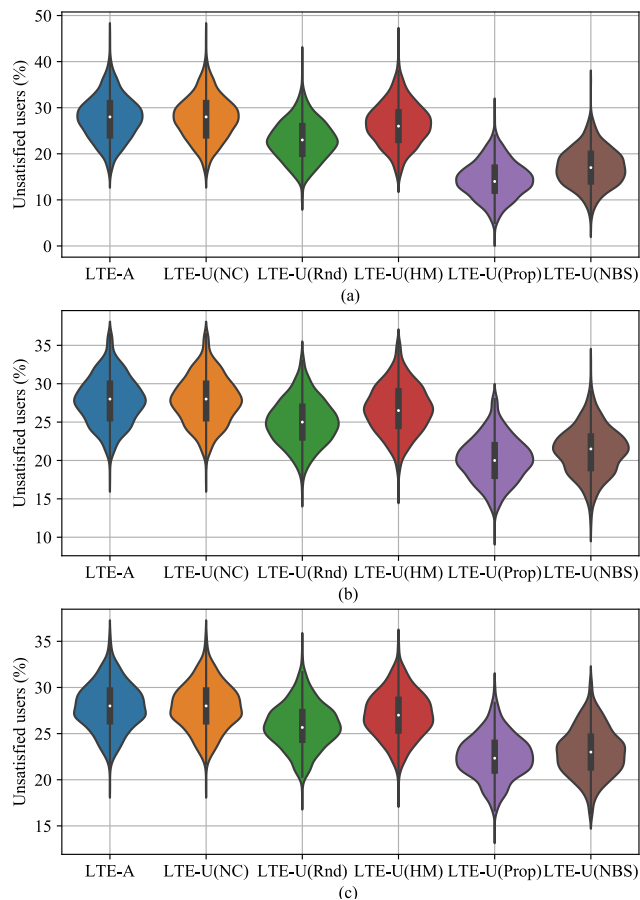 50
40
30
20
10
0
Unsatisfied users (%)
LTE-A LTE-U(NC) LTE-U(Rnd) LTE-U(HM) LTE-U(Prop) LTE-U(NBS)
(a)
35
30
25
20
15
10
Unsatisfied users (%)
LTE-A LTE-U(NC) LTE-U(Rnd) LTE-U(HM) LTE-U(Prop) LTE-U(NBS)
(b)
35
30
25
20
15
Unsatisfied users (%)
LTE-A LTE-U(NC) LTE-U(Rnd) LTE-U(HM) LTE-U(Prop) LTE-U(NBS)
(c)